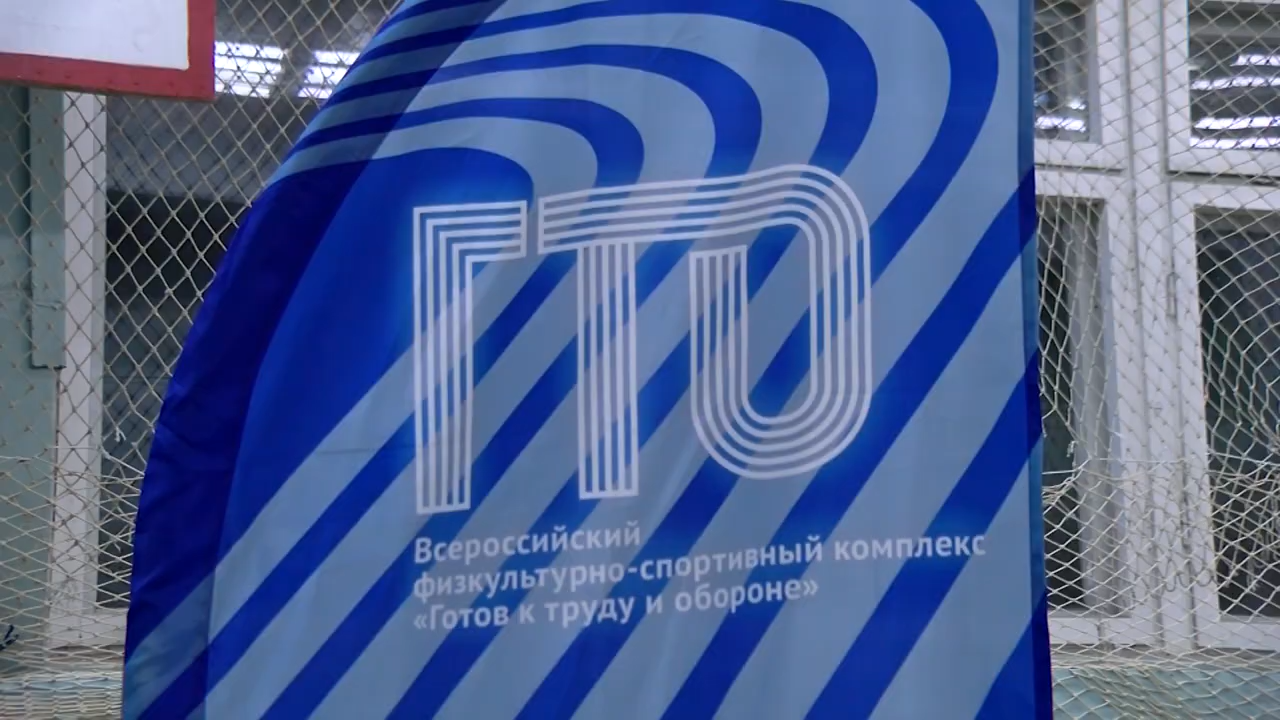 ГТО
Всероссийский
физкультурно-спортивный комплекс
«Готов к труду и обороне»